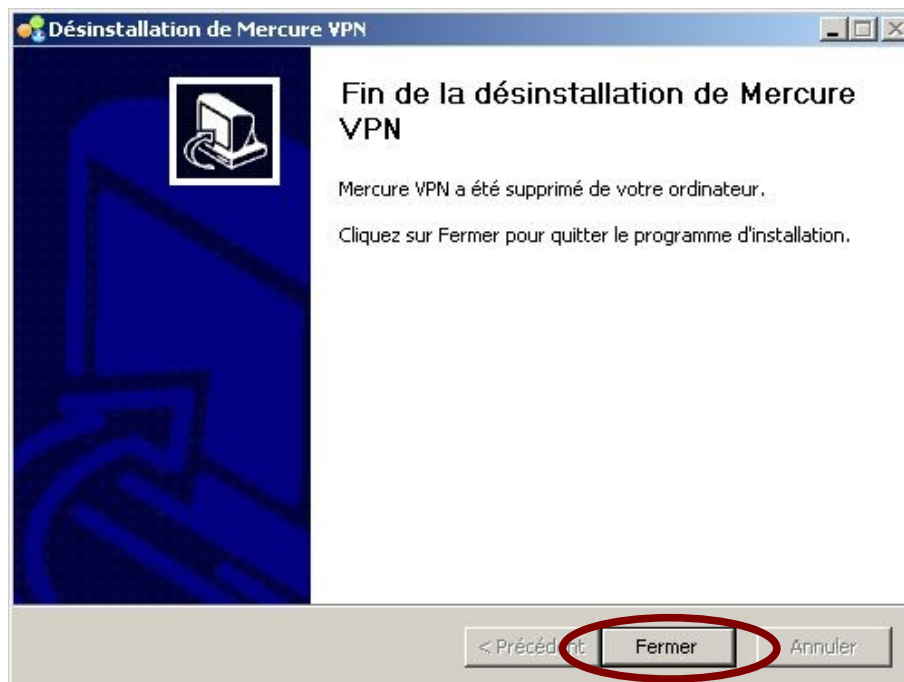 Désinstallation de Mercure VPN
Fin de la désinstallation de Mercure
VPN
Mercure VPN a été supprimé de votre ordinateur.
Cliquez sur Fermer pour quitter le programme d'installation.
< Précédent Fermer Annuler